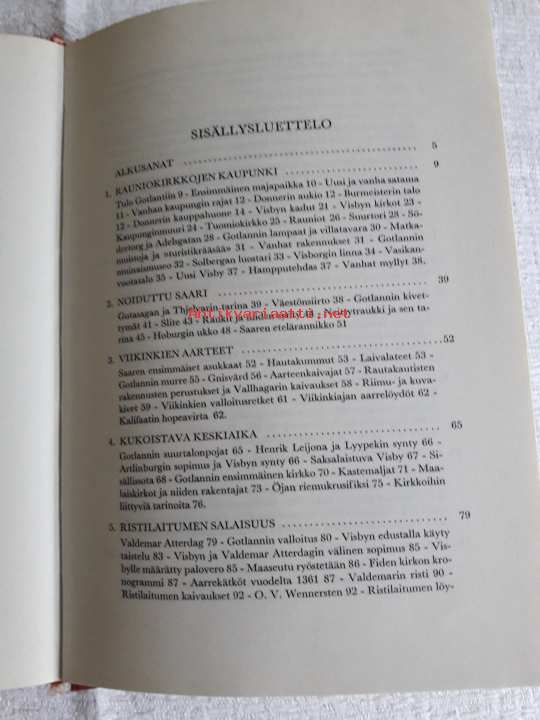 SISÄLLYSLUETTELO
ALKUSANAT 5
1. RAUNIOKIRKKOJEN KAUPUNKI 9
Tulo Gotlantiin 9 - Ensimmäinen majapaikka 10 - Uusi ja vanha satama
11 - Vanhan kaupungin rajat 12 - Donnerin aukio 12 - Burmeisterin talo
12 - Donnerin kauppahuone 14 - Visbyn kadut 21 - Visbyn kirkot 23 -
Kaupunginmuuri 24 - Tuomiokirkko 25 - Rauniot 26 - Suurtori 28 - Sö-
dertorg ja Adelsgatan 28 - Gotlannin lampaat ja villatavara 30 - Matka-
muistoja ja »turistikrääsää» 31 - Vanhat rakennukset 31 - Gotlannin
muinaismuseo 32 - Solbergan luostari 33 - Visborgin linna 34 - Vasikan-
vuotatalo 35 - Uusi Visby 37 - Hampputehdas 37 - Vanhat myllyt 38.
2. NOIDUTTU SAARI 39
Gutasagan ja Thjelvarin tarina 39 - Väestönsiirto 39 - Gotlannin kivet-
tymät 41 - Slite 43 - Raukit ja sen ta-
rina 45 - Hoburgin ukko 48 - Saaren etelärannikko 51
Antikvariaatti.net
3. VIIKINKIEN AARTEET 52
Saaren ensimmäiset asukkaat 52 - Hautakummut 53 - Laivalateet 53 -
Gotlannin murre 55 - Gnisvärd 56 - Aarteenkaivajat 57 - Rautakautisten
rakennusten perustukset ja Vallhagarin kaivaukset 58 - Riimu- ja kuva-
kivet 59 - Viikinkien valloitusretket 61 - Viikinkiajan aarrelöydöt 62 -
Kalifaatin hopeavirta 62.
4. KUKOISTAVA KESKIAIKA 65
Gotlannin suurtalonpojat 65 - Henrik Leijona ja Lyypekin synty 66 -
Artlinburgin sopimus ja Visbyn synty 66 - Saksalaistuva Visby 67 - Si-
sällissota 68 - Gotlannin ensimmäinen kirkko 70 - Kastemaljat 71 - Maa-
laiskirkot ja niiden rakentajat 73 - Öjan riemukrusifiksi 75 - Kirkkoihin
liittyviä tarinoita 76.
5. RISTILAITUMEN SALAISUUS 79
Valdemar Atterdag 79 - Gotlannin valloitus 80 - Visbyn edustalla käyty
taistelu 83 - Visbyn ja Valdemar Atterdagin välinen sopimus 85 - Vis-
bylle määrätty palovero 85 - Maaseutu ryöstetään 86 - Fiden kirkon kro-
nogrammi 87 - Aarrekätköt vuodelta 1361 87 - Valdemarin risti 90 -
Ristilaitumen kaivaukset 92 - O. V. Wennersten 92 - Ristilaitumen löy-